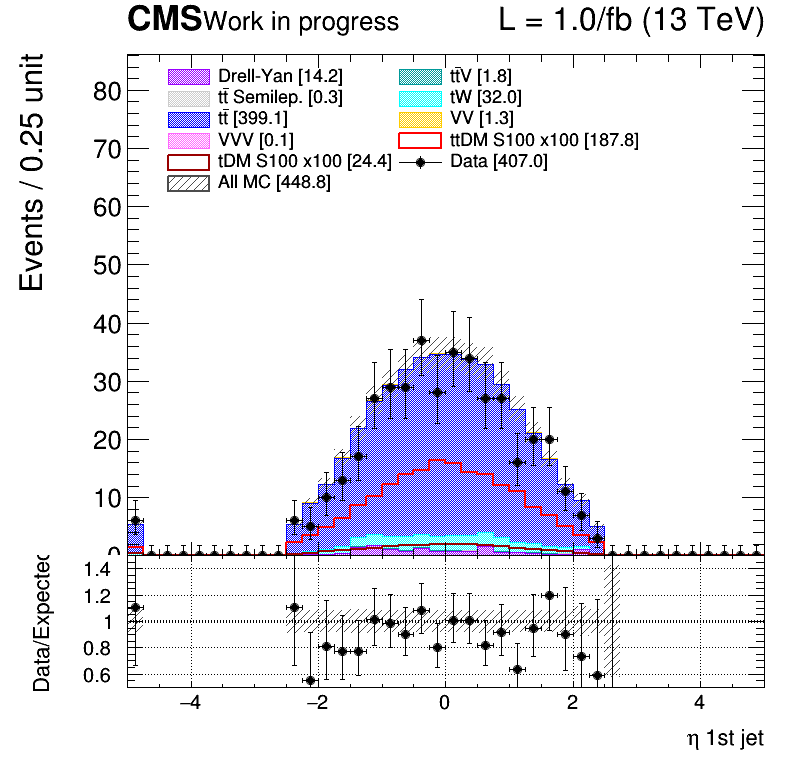 CMS Work in progress L = 1.0/fb (13 TeV)
Events / 0.25 unit
Drell-Yan [14.2] tt̄V [1.8]
tt̄ Semilep. [0.3] tW [32.0]
tt̄ [399.1] VV [1.3]
VVV [0.1] ttDM S100 x100 [187.8]
tDM S100 x100 [24.4] Data [407.0]
All MC [448.8]
80
70
60
50
40
30
20
10
0
Data/Expected
1.4
1.2
1
0.8
0.6
−4 −2 0 2 4
η 1st jet